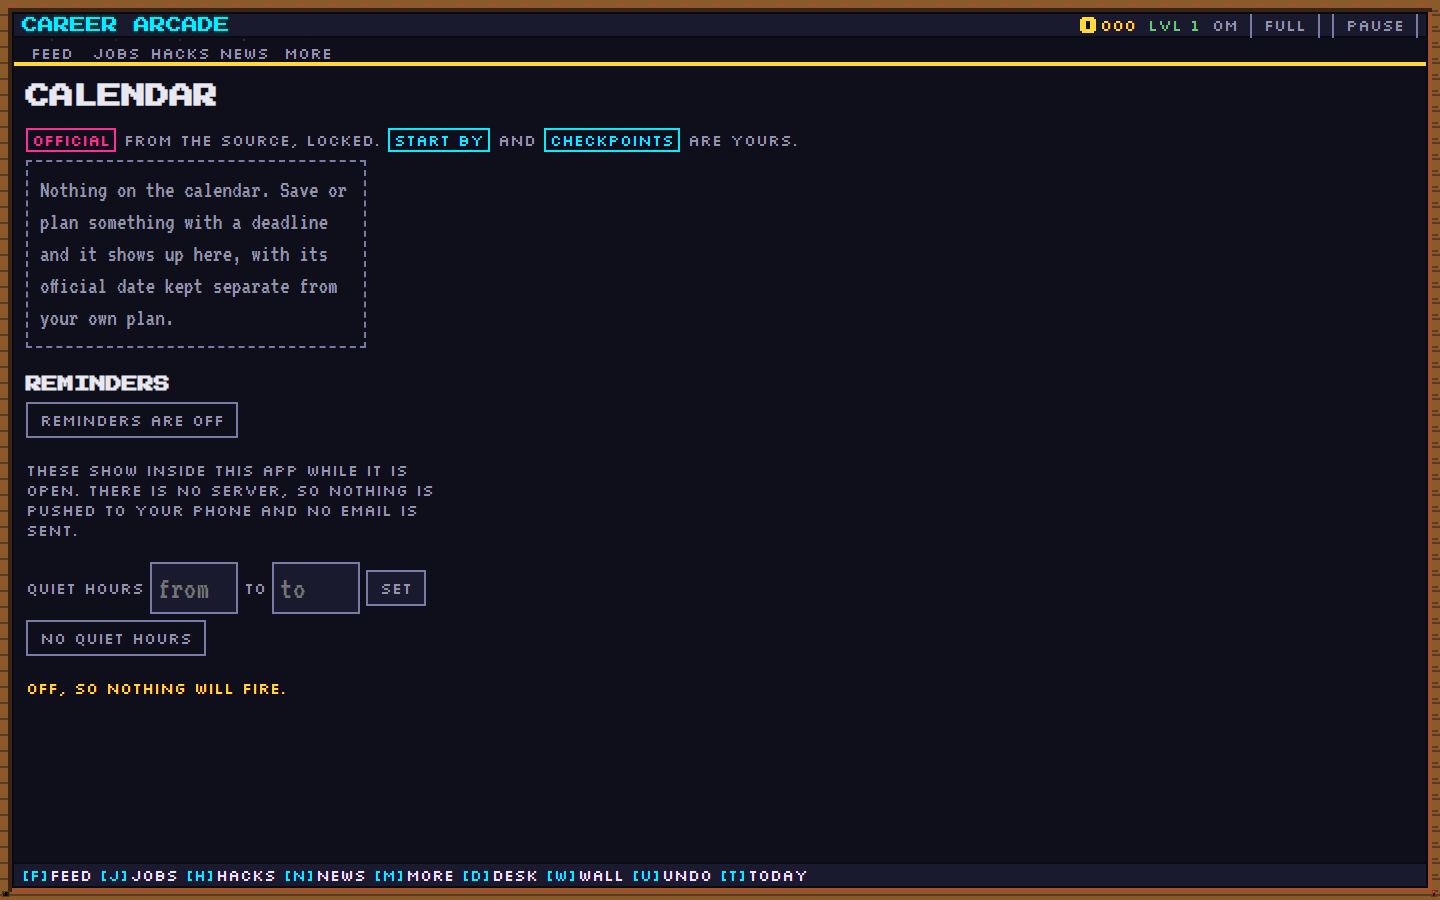 CAREER ARCADE
000 LVL 1 0M FULL PAUSE
FEED JOBS HACKS NEWS MORE
CALENDAR
OFFICIAL FROM THE SOURCE, LOCKED. START BY AND CHECKPOINTS ARE YOURS.
Nothing on the calendar. Save or
plan something with a deadline
and it shows up here, with its
official date kept separate from
your own plan.
REMINDERS
REMINDERS ARE OFF
THESE SHOW INSIDE THIS APP WHILE IT IS
OPEN. THERE IS NO SERVER, SO NOTHING IS
PUSHED TO YOUR PHONE AND NO EMAIL IS
SENT.
QUIET HOURS from TO to SET
NO QUIET HOURS
OFF, SO NOTHING WILL FIRE.
[F]FEED [J]JOBS [H]HACKS [N]NEWS [M]MORE [D]DESK [W]WALL [U]UNDO [T]TODAY